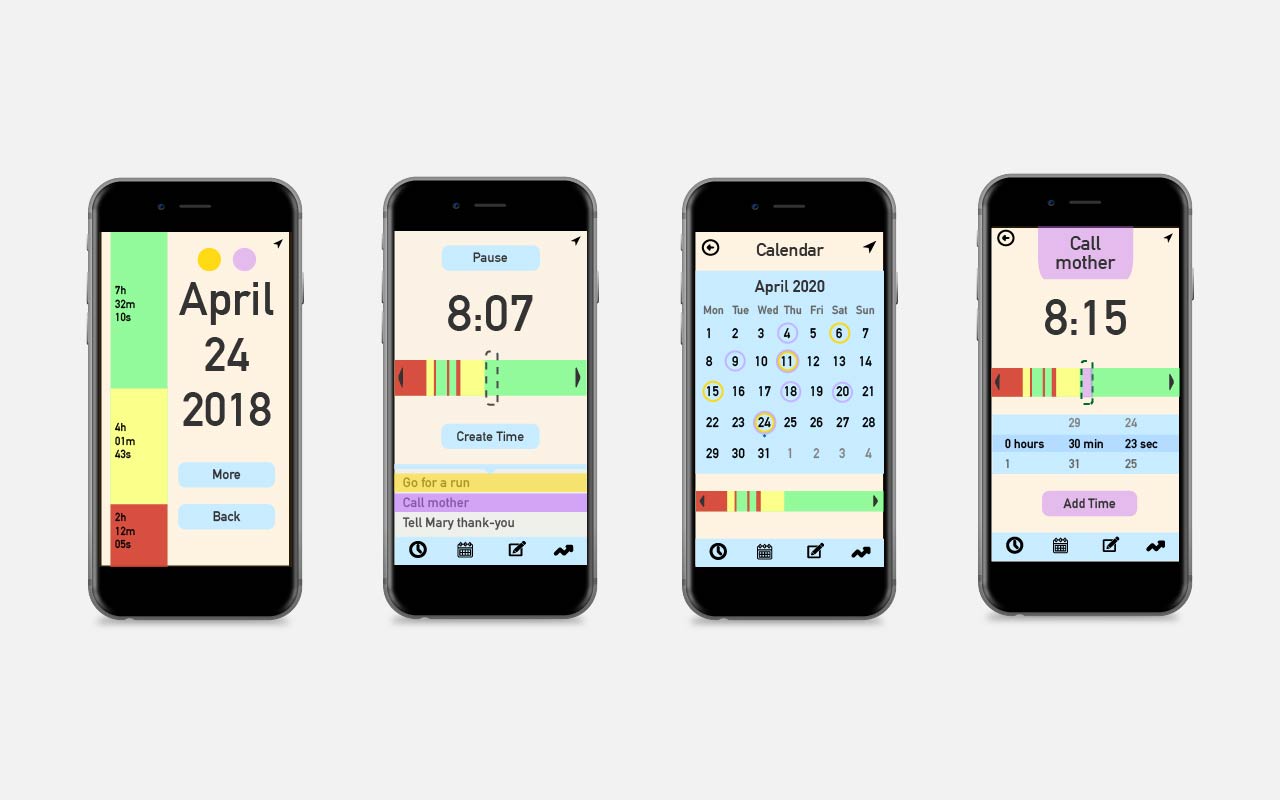 7h
32m
10s
4h
01m
43s
2h
12m
05s
April
24
2018
More
Back
Pause
8:07
Create Time
Go for a run
Call mother
Tell Mary thank-you
Calendar
April 2020
Mon Tue Wed Thu Fri Sat Sun
1 2 3 4 5 6 7
8 9 10 11 12 13 14
15 16 17 18 19 20 21
22 23 24 25 26 27 28
29 30 31 1 2 3 4
Call
mother
8:15
29 24
0 hours 30 min 23 sec
1 31 25
Add Time